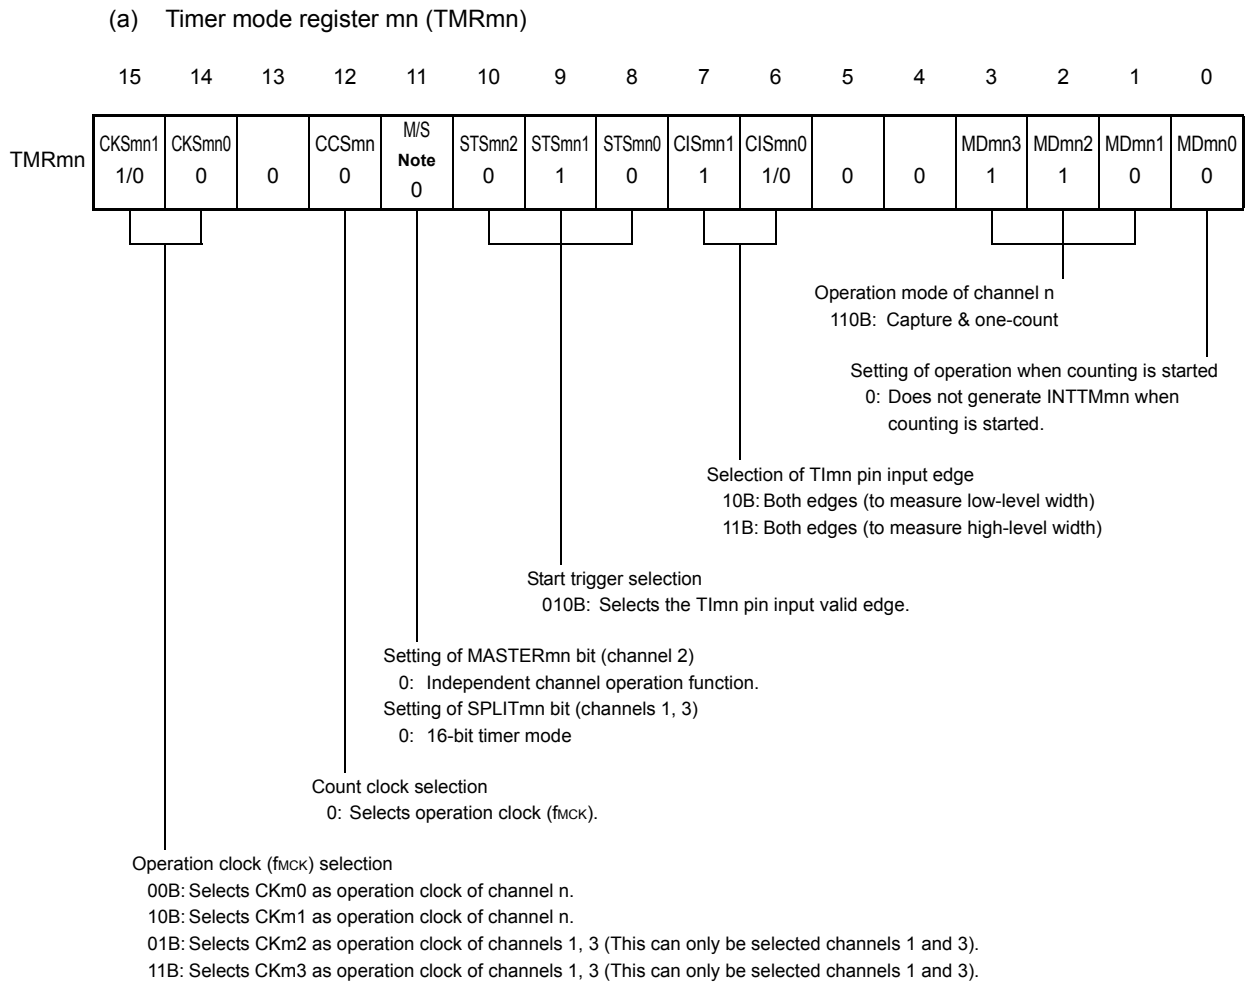 (a) Timer mode register mn (TMRmn)
15 14 13 12 11 10 9 8 7 6 5 4 3 2 1 0
TMRmn
CKSmn1 CKSmn0 CCSmn M/S Note STSmn2 STSmn1 STSmn0 CISmn1 CISmn0 MDmn3 MDmn2 MDmn1 MDmn0
1/0 0 0 0 0 0 1 0 1 1/0 0 0 1 1 0 0
Operation mode of channel n
110B: Capture & one-count
Setting of operation when counting is started
0: Does not generate INTTMmn when
counting is started.
Selection of TImn pin input edge
10B: Both edges (to measure low-level width)
11B: Both edges (to measure high-level width)
Start trigger selection
010B: Selects the TImn pin input valid edge.
Setting of MASTERmn bit (channel 2)
0: Independent channel operation function.
Setting of SPLITmn bit (channels 1, 3)
0: 16-bit timer mode
Count clock selection
0: Selects operation clock (fMCK).
Operation clock (fMCK) selection
00B: Selects CKm0 as operation clock of channel n.
10B: Selects CKm1 as operation clock of channel n.
01B: Selects CKm2 as operation clock of channels 1, 3 (This can only be selected channels 1 and 3).
11B: Selects CKm3 as operation clock of channels 1, 3 (This can only be selected channels 1 and 3).